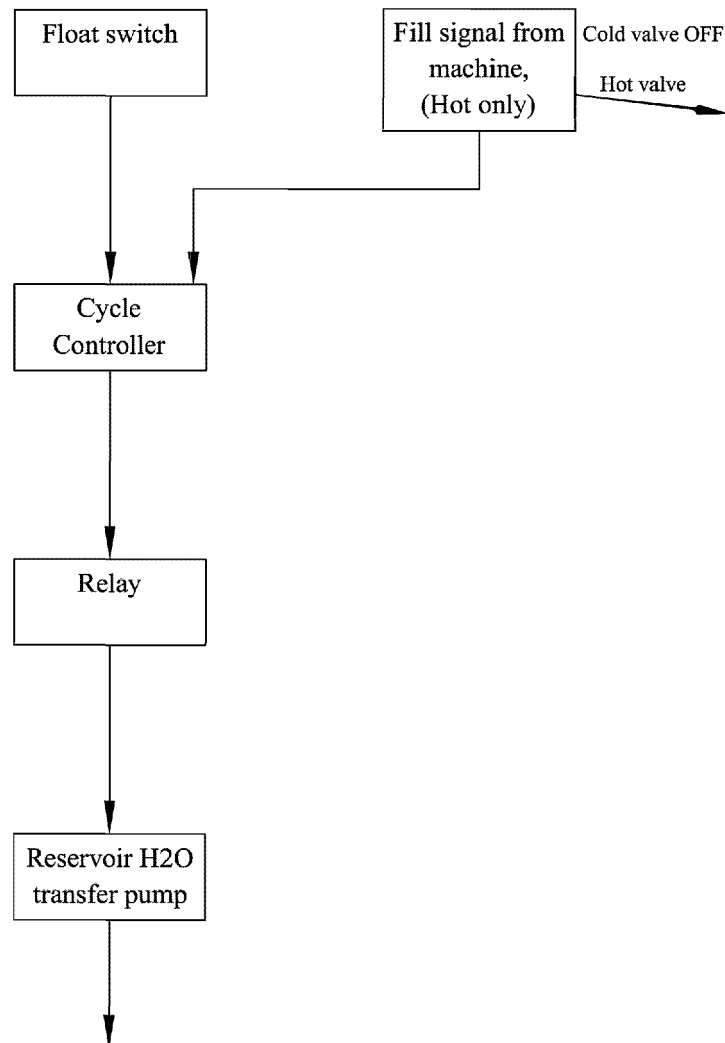 Float switch
Fill signal from
machine,
(Hot only)
Cold valve OFF
Hot valve
Cycle
Controller
Relay
Reservoir H2O
transfer pump